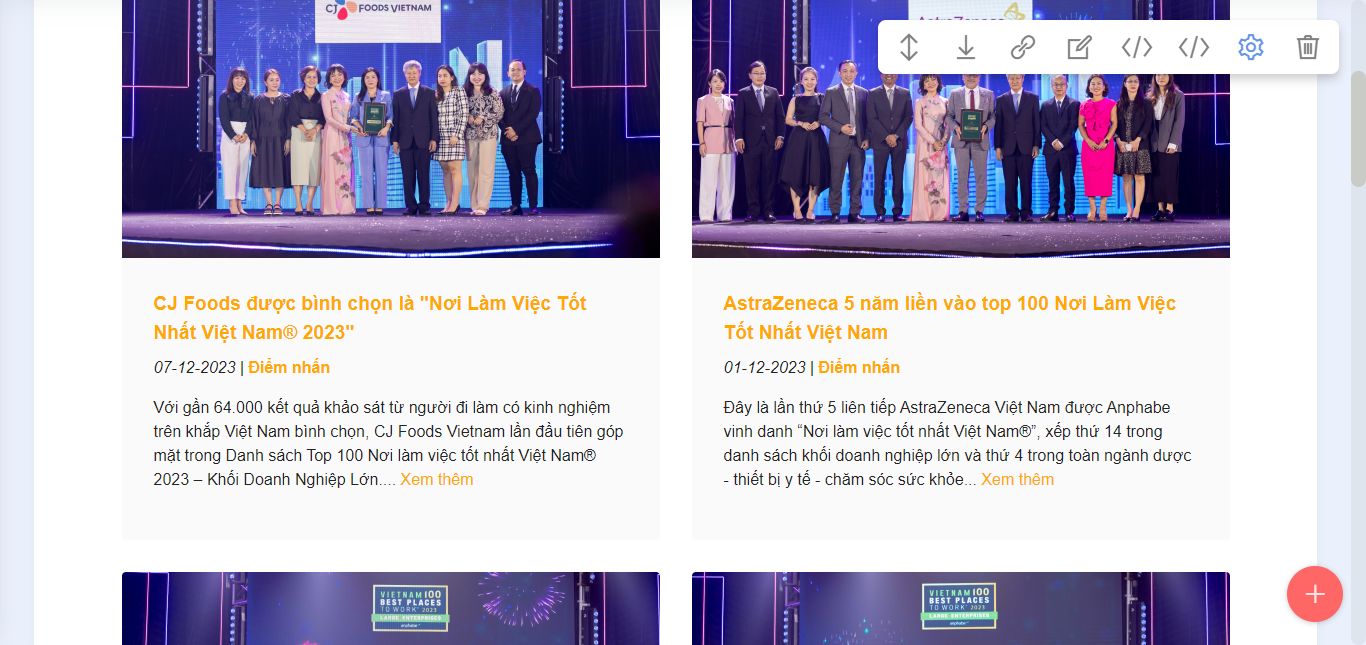 CJ FOODS VIETNAM
AstraZeneca
CJ Foods được bình chọn là "Nơi Làm Việc Tốt
Nhất Việt Nam® 2023"
07-12-2023 | Điểm nhấn
Với gần 64.000 kết quả khảo sát từ người đi làm có kinh nghiệm
trên khắp Việt Nam bình chọn, CJ Foods Vietnam lần đầu tiên góp
mặt trong Danh sách Top 100 Nơi làm việc tốt nhất Việt Nam®
2023 – Khối Doanh Nghiệp Lớn.... Xem thêm
AstraZeneca 5 năm liền vào top 100 Nơi Làm Việc
Tốt Nhất Việt Nam
01-12-2023 | Điểm nhấn
Đây là lần thứ 5 liên tiếp AstraZeneca Việt Nam được Anphabe
vinh danh “Nơi làm việc tốt nhất Việt Nam®”, xếp thứ 14 trong
danh sách khối doanh nghiệp lớn và thứ 4 trong toàn ngành dược
- thiết bị y tế - chăm sóc sức khỏe... Xem thêm
VIETNAM 100
BEST PLACES
TO WORK® 2023
LARGE ENTERPRISES
anphabe
VIETNAM 100
BEST PLACES
TO WORK® 2023
LARGE ENTERPRISES
anphabe